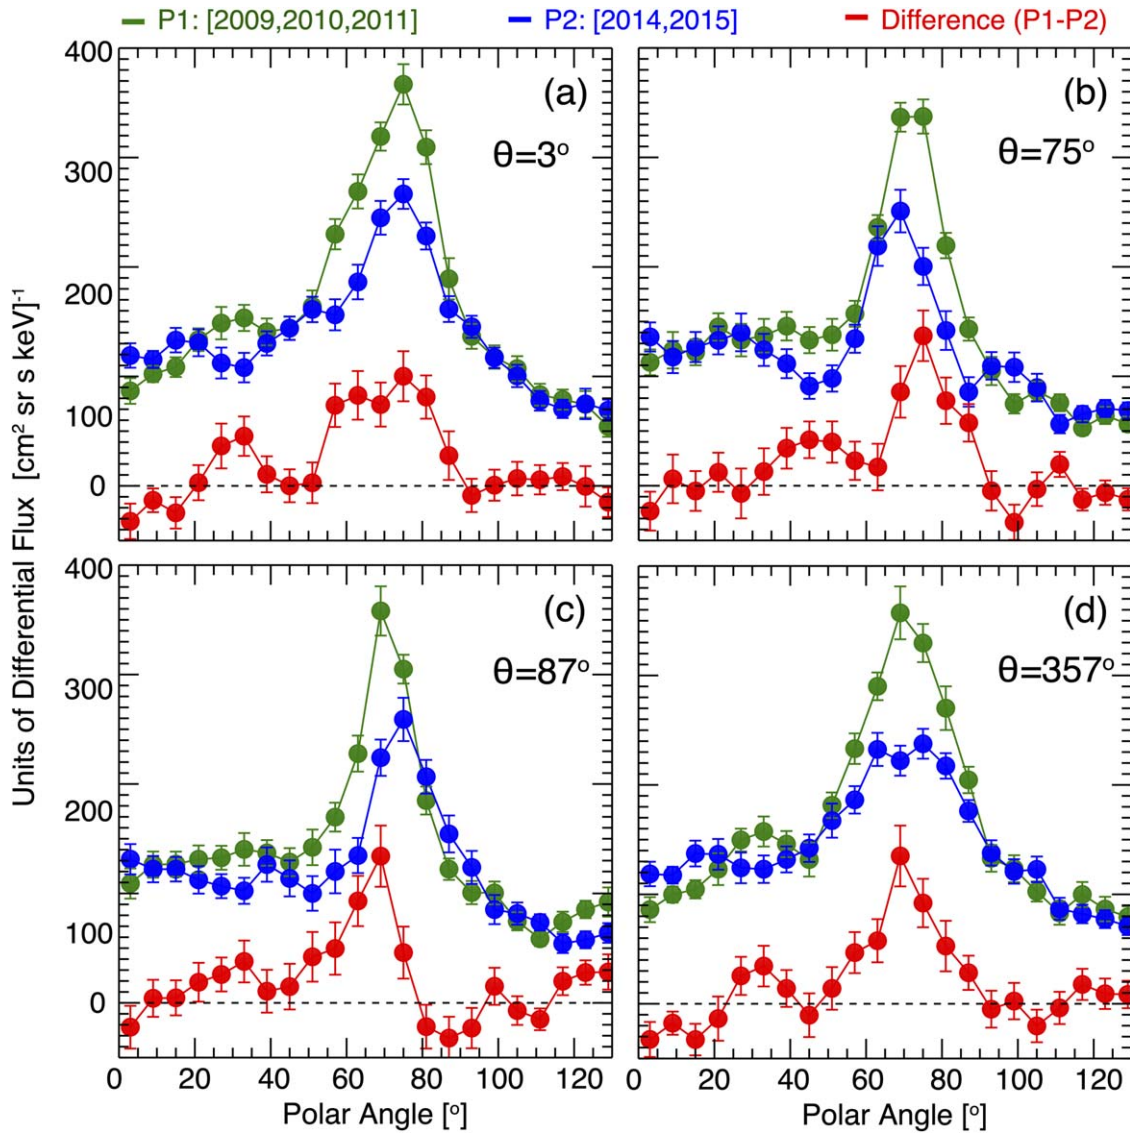 P1: [2009,2010,2011] P2: [2014,2015] Difference (P1-P2)
Units of Differential Flux [cm² sr s keV]⁻¹
400
300
200
100
0
(a)
θ=3°
(b)
θ=75°
400
300
200
100
0
(c)
θ=87°
(d)
θ=357°
0 20 40 60 80 100 120
0 20 40 60 80 100 120
Polar Angle [°]
Polar Angle [°]